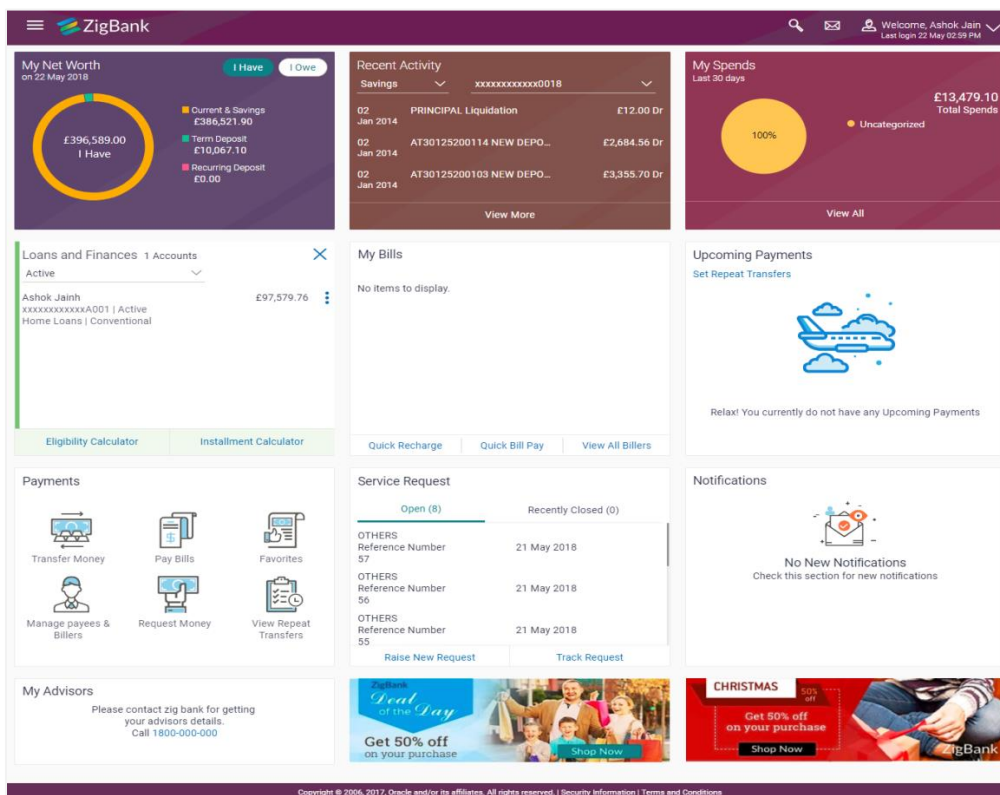 ZigBank
Welcome, Ashok Jain
Last login 22 May 02:59 PM
My Net Worth
on 22 May 2018
I Have
I Owe
£396,589.00
I Have
Current & Savings
£386,521.90
Term Deposit
£10,067.10
Recurring Deposit
£0.00
Recent Activity
Savings
xxxxxxxxxxxx0018
02 Jan 2014 PRINCIPAL Liquidation £12.00 Dr
02 Jan 2014 AT30125200114 NEW DEPO... £2,684.56 Dr
02 Jan 2014 AT30125200103 NEW DEPO... £3,355.70 Dr
View More
My Spends
Last 30 days
£13,479.10
Total Spends
100%
Uncategorized
View All
Loans and Finances 1 Accounts
Active
Ashok Jainh £97,579.76
xxxxxxxxxxxxA001 | Active
Home Loans | Conventional
Eligibility Calculator
Installment Calculator
My Bills
No items to display.
Quick Recharge
Quick Bill Pay
View All Billers
Upcoming Payments
Set Repeat Transfers
Relax! You currently do not have any Upcoming Payments
Payments
Transfer Money
Pay Bills
Favorites
Manage payees &
Billers
Request Money
View Repeat
Transfers
Service Request
Open (8)
Recently Closed (0)
OTHERS
Reference Number 21 May 2018
57
OTHERS
Reference Number 21 May 2018
56
OTHERS
Reference Number 21 May 2018
55
Raise New Request
Track Request
Notifications
No New Notifications
Check this section for new notifications
My Advisors
Please contact zig bank for getting
your advisors details.
Call 1800-000-000
ZigBank
Deal
of the Day
Get 50% off
on your purchase
Shop Now
CHRISTMAS
50%
off
Get 50% off
on your purchase
Shop Now
ZigBank
Copyright © 2006, 2017, Oracle and/or its affiliates. All rights reserved. | Security Information | Terms and Conditions